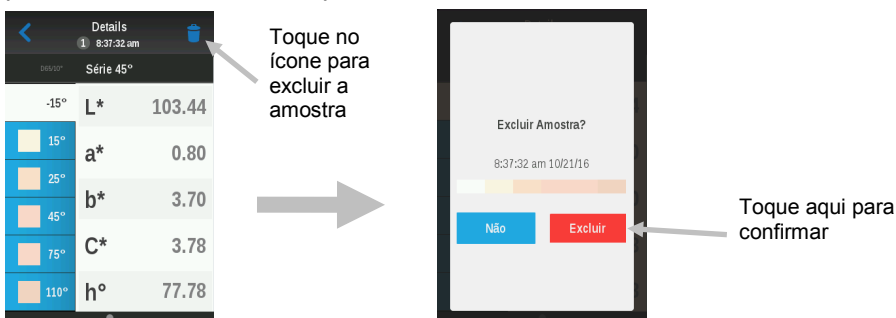 Details
1 8:37:32 am
D65/10°
Série 45°
-15°
15°
25°
45°
75°
110°
L* 103.44
a* 0.80
b* 3.70
C* 3.78
h° 77.78
Toque no
ícone para
excluir a
amostra
Excluir Amostra?
8:37:32 am 10/21/16
Não
Excluir
Toque aqui para
confirmar